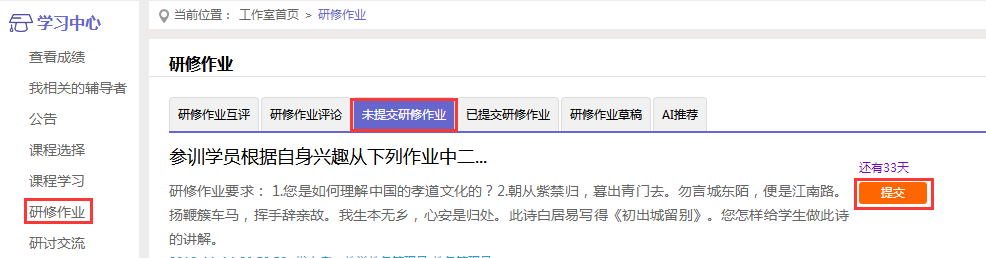 学习中心
查看成绩
我相关的辅导者
公告
课程选择
课程学习
研修作业
研讨交流
当前位置： 工作室首页 > 研修作业
研修作业
研修作业互评 研修作业评论 未提交研修作业 已提交研修作业 研修作业草稿 AI推荐
参训学员根据自身兴趣从下列作业中二...
还有33天
提交
研修作业要求： 1.您是如何理解中国的孝道文化的？2.朝从紫禁归，暮出青门去。勿言城东陌，便是江南路。
扬鞭簇车马，挥手辞亲故。我生本无乡，心安是归处。此诗白居易写得《初出城留别》。您怎样给学生做此诗
的讲解。